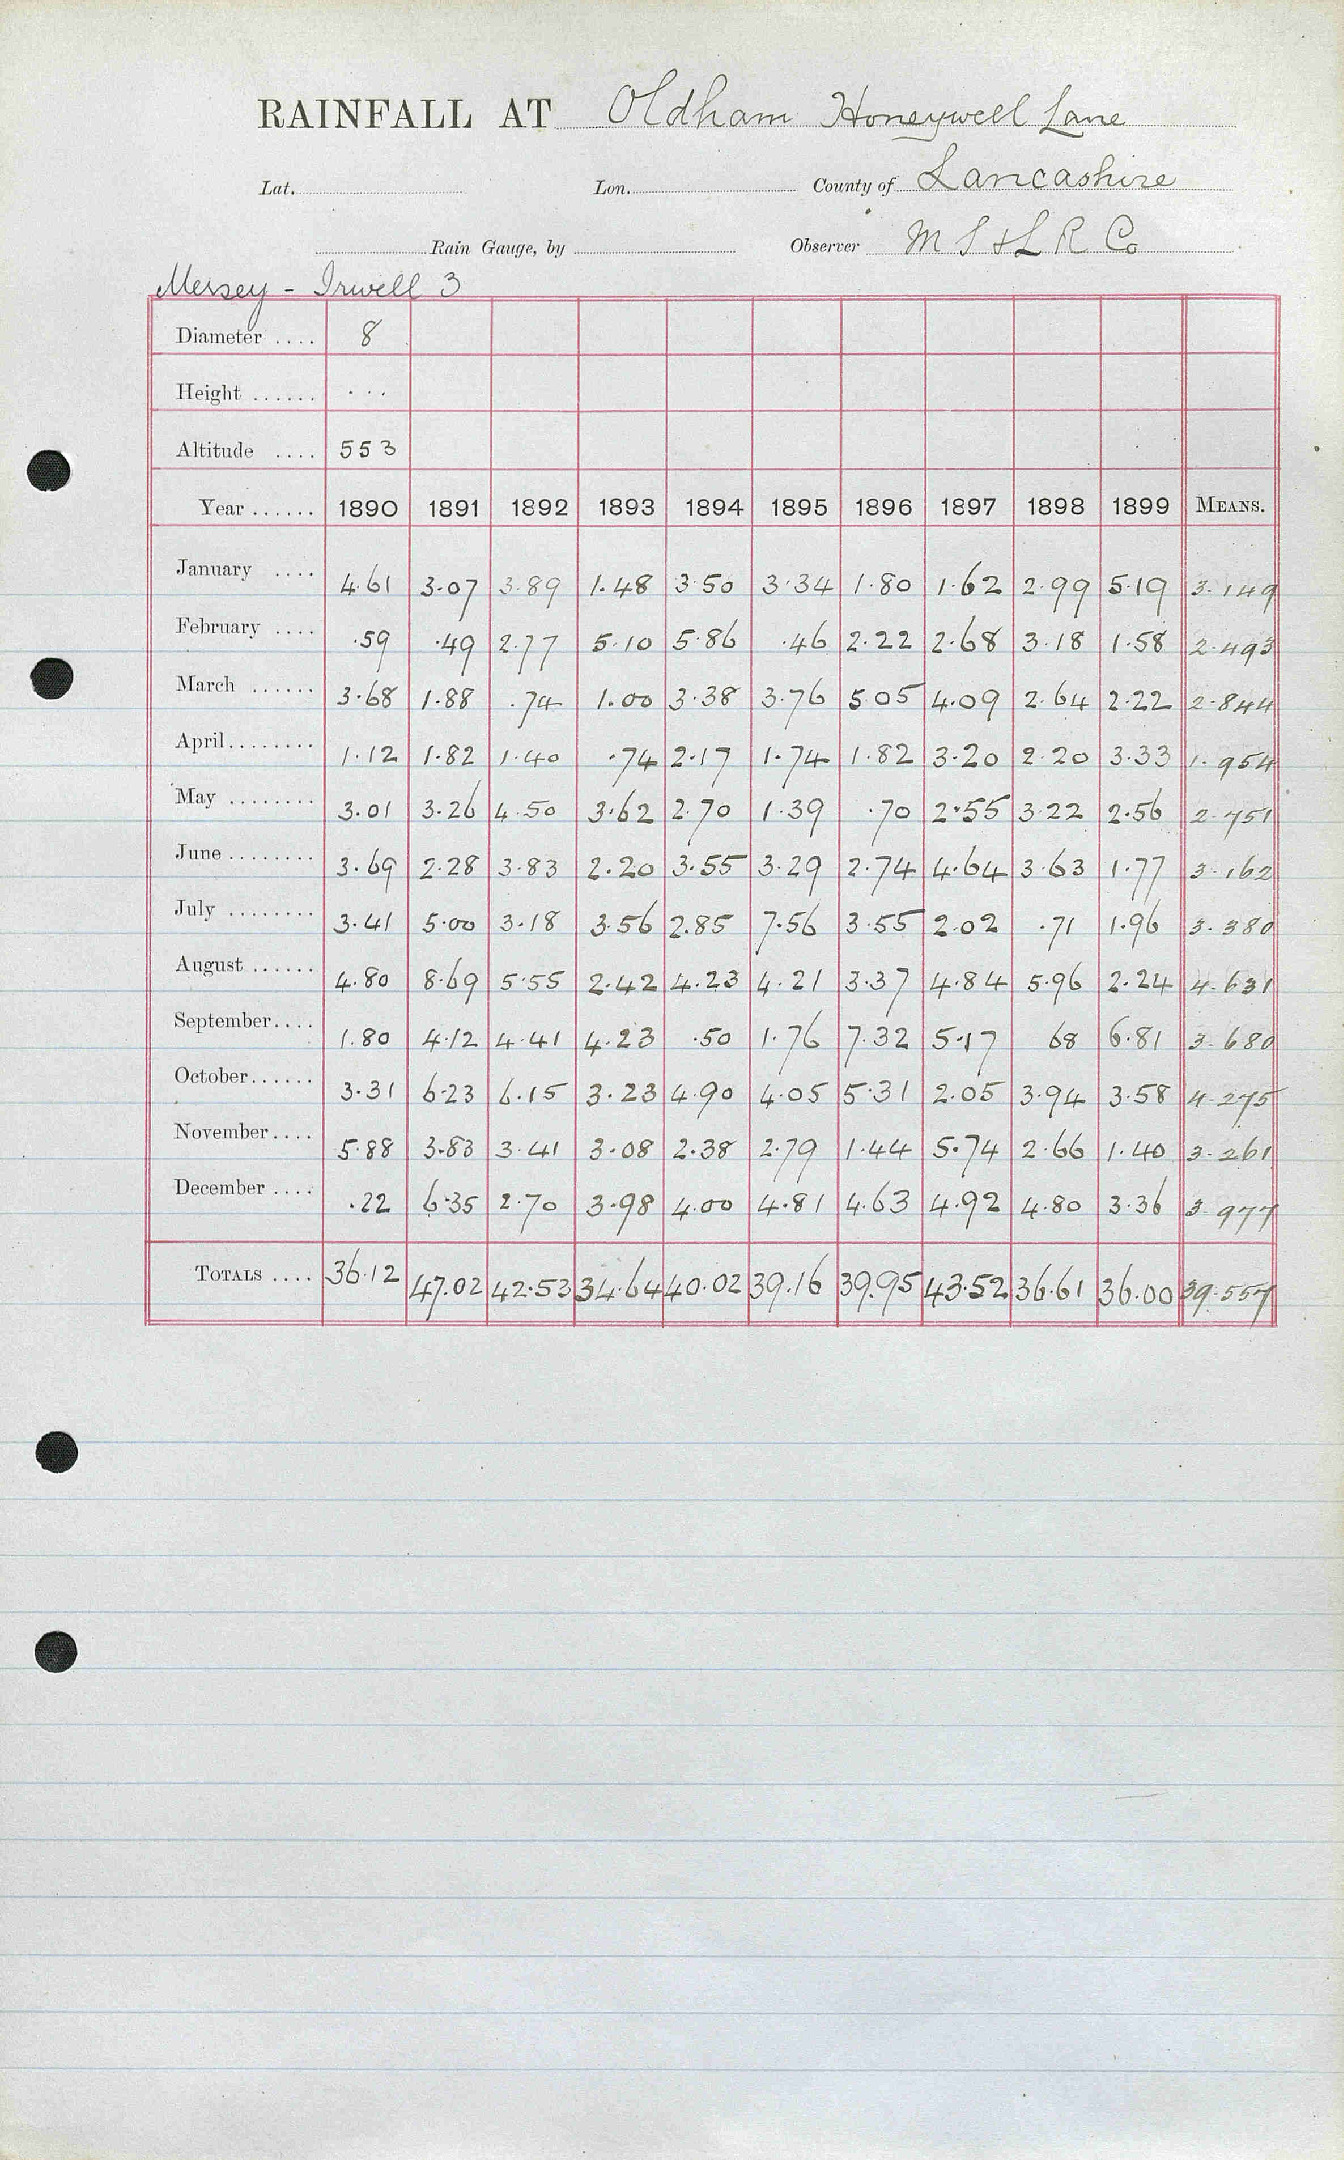 RAINFALL AT Oldham Honeywell Lane
Lat. Lon. County of Lancashire
Rain Gauge, by Observer M S & L R Co
Mersey - Irwell 3
Diameter .... 8
Height ...... ...
Altitude .... 553
Year ...... 1890 1891 1892 1893 1894 1895 1896 1897 1898 1899 MEANS.
January .... 4.61 3.07 3.89 1.48 3.50 3.34 1.80 1.62 2.99 5.19 3.149
February .... .59 .49 2.77 5.10 5.86 .46 2.22 2.68 3.18 1.58 2.493
March ...... 3.68 1.88 .74 1.00 3.38 3.76 5.05 4.09 2.64 2.22 2.844
April........ 1.12 1.82 1.40 .74 2.17 1.74 1.82 3.20 2.20 3.33 1.954
May ........ 3.01 3.26 4.50 3.62 2.70 1.39 .70 2.55 3.22 2.56 2.751
June ........ 3.69 2.28 3.83 2.20 3.55 3.29 2.74 4.64 3.63 1.77 3.162
July ........ 3.41 5.00 3.18 3.56 2.85 7.56 3.55 2.02 .71 1.96 3.380
August ...... 4.80 8.69 5.55 2.42 4.23 4.21 3.37 4.84 5.96 2.24 4.631
September.... 1.80 4.12 4.41 4.23 .50 1.76 7.32 5.17 68 6.81 3.680
October...... 3.31 6.23 6.15 3.23 4.90 4.05 5.31 2.05 3.94 3.58 4.275
November.... 5.88 3.83 3.41 3.08 2.38 2.79 1.44 5.74 2.66 1.40 3.261
December .... .22 6.35 2.70 3.98 4.00 4.81 4.63 4.92 4.80 3.36 3.977
TOTALS .... 36.12 47.02 42.53 34.64 40.02 39.16 39.95 43.52 36.61 36.00 39.557